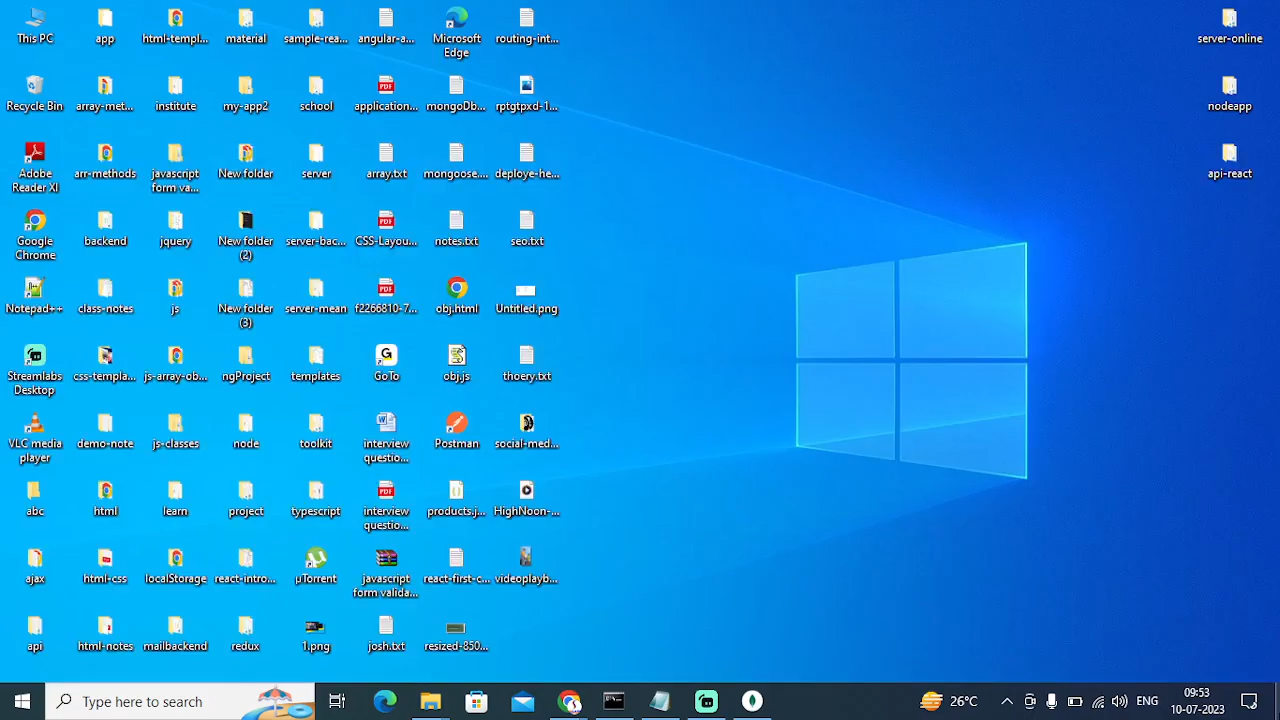 This PC
app
html-templ...
material
sample-rea...
angular-a...
Microsoft
Edge
routing-int...
server-online
Recycle Bin
array-met...
institute
my-app2
school
application...
mongoDb...
rptgtpxd-1...
nodeapp
Adobe
Reader XI
arr-methods
javascript
form va...
New folder
server
array.txt
mongoose....
deploye-he...
api-react
Google
Chrome
backend
jquery
New folder
(2)
server-bac...
CSS-Layou...
notes.txt
seo.txt
Notepad++
class-notes
js
New folder
(3)
server-mean
f2266810-7...
obj.html
Untitled.png
Streamlabs
Desktop
css-templa...
js-array-ob...
ngProject
templates
GoTo
obj.js
thoery.txt
VLC media
player
demo-note
js-classes
node
toolkit
interview
questio...
Postman
social-med...
abc
html
learn
project
typescript
interview
questio...
products.j...
HighNoon-...
ajax
html-css
localStorage
react-intro...
µTorrent
javascript
form valida...
react-first-c...
videoplayb...
api
html-notes
mailbackend
redux
1.png
josh.txt
resized-850...
Type here to search
26°C
ENG
09:53
10-07-2023